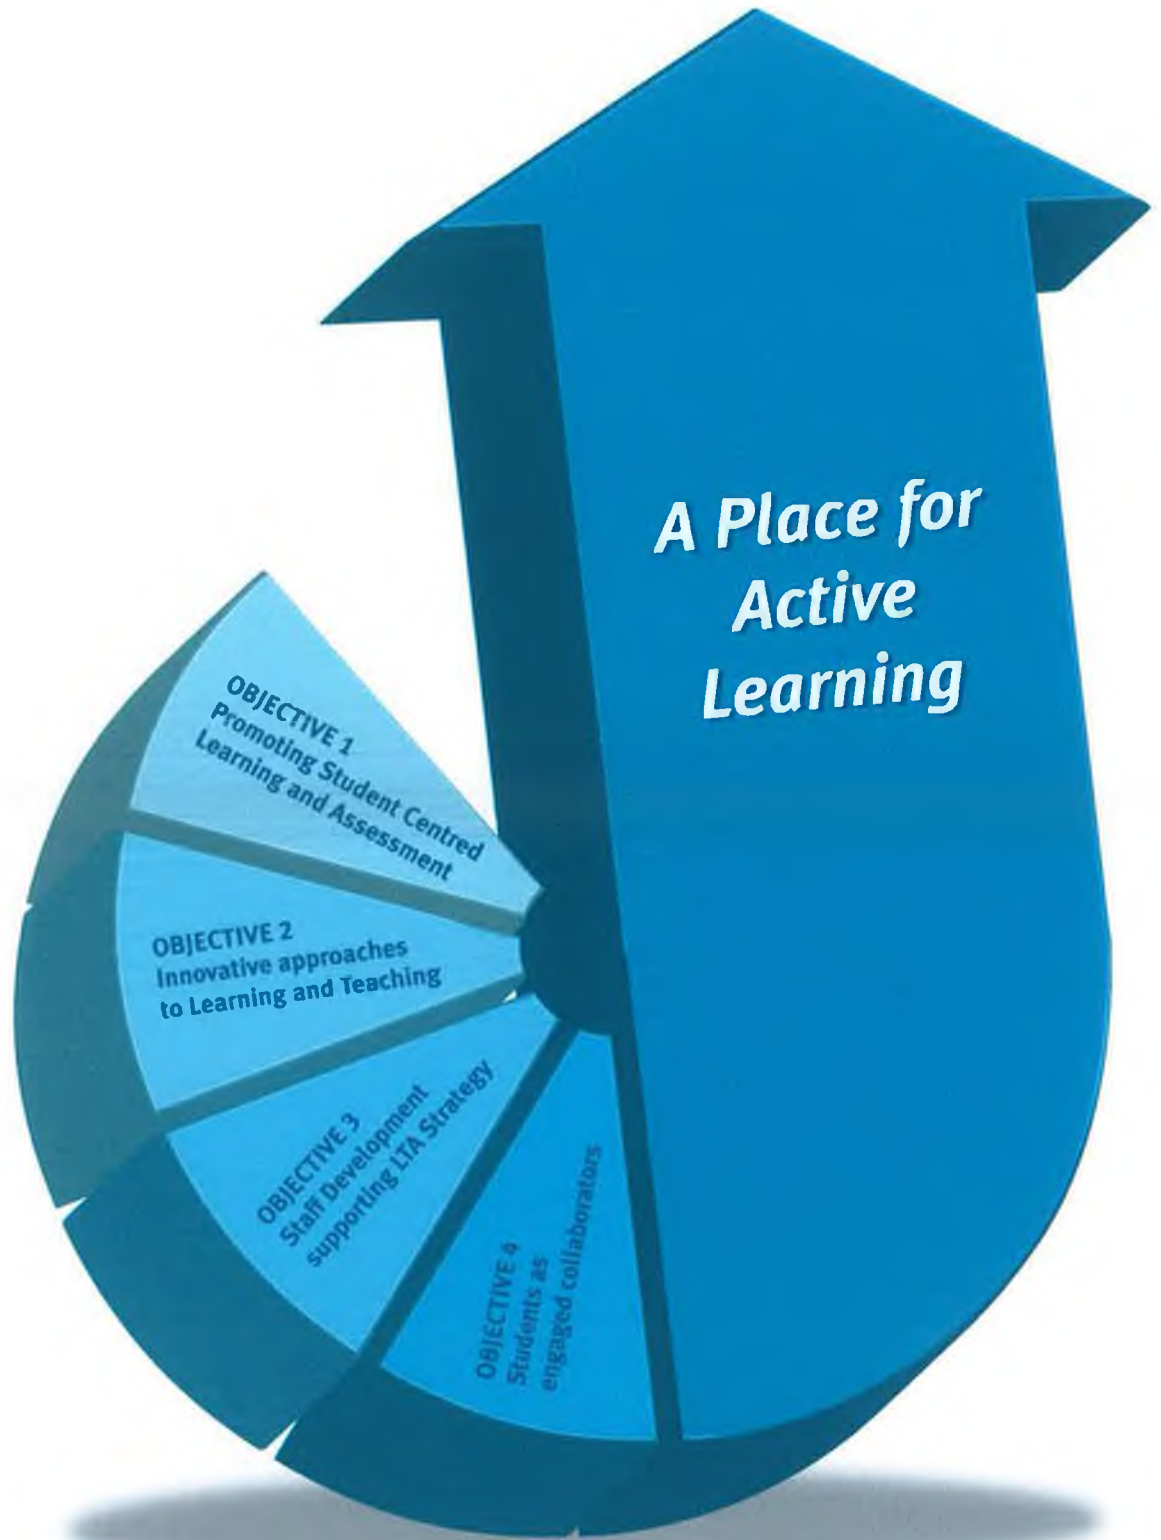 A Place for
Active
Learning
OBJECTIVE 1
Promoting Student Centred
Learning and Assessment
OBJECTIVE 2
Innovative approaches
to Learning and Teaching
OBJECTIVE 3
Staff Development
supporting LTA Strategy
OBJECTIVE 4
Students as
engaged collaborators